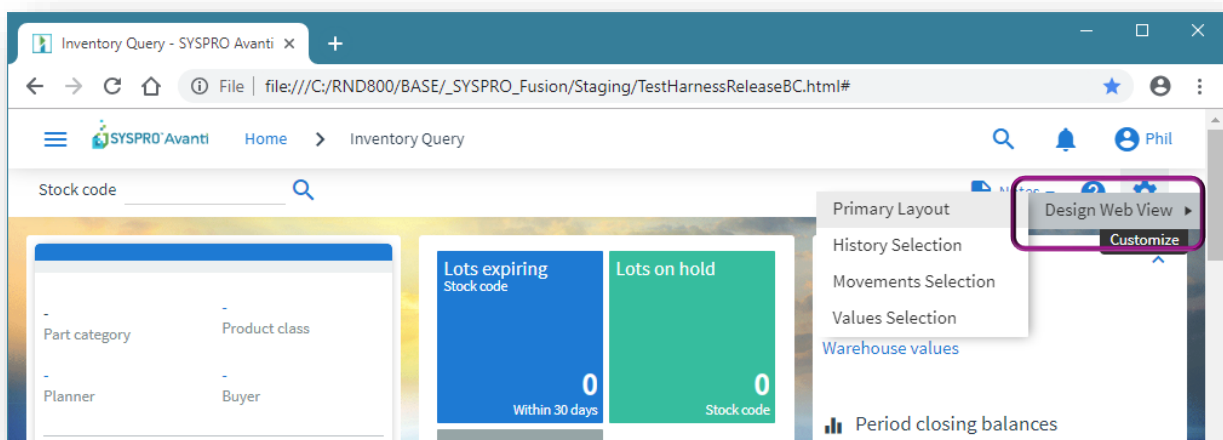 Inventory Query - SYSPRO Avanti
File | file:///C:/RND800/BASE/_SYSPRO_Fusion/Staging/TestHarnessReleaseBC.html#
SYSPRO Avanti Home > Inventory Query Phil
Stock code Notes
Primary Layout
Design Web View
History Selection
Customize
Movements Selection
Values Selection
Warehouse values
Period closing balances
-
Part category
-
Product class
-
Planner
-
Buyer
Lots expiring
Stock code
0
Within 30 days
Lots on hold
0
Stock code